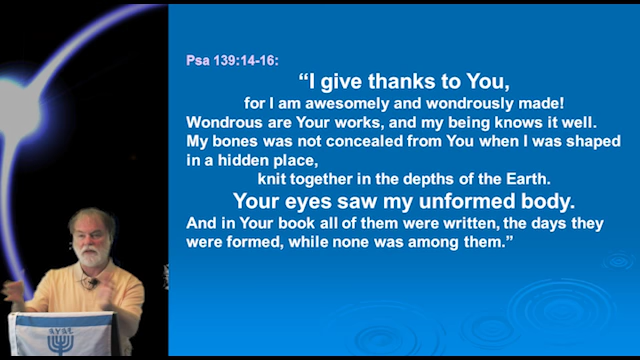 Psa 139:14-16:
“I give thanks to You,
for I am awesomely and wondrously made!
Wondrous are Your works, and my being knows it well.
My bones was not concealed from You when I was shaped
in a hidden place,
knit together in the depths of the Earth.
Your eyes saw my unformed body.
And in Your book all of them were written, the days they
were formed, while none was among them.”